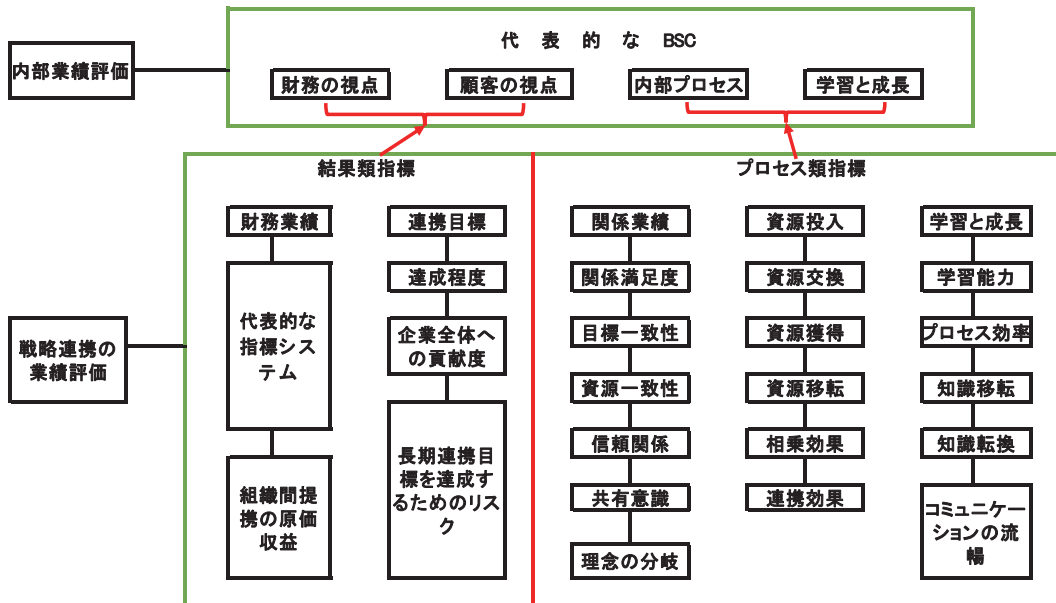 代 表 的 な BSC
内部業績評価
財務の視点
顧客の視点
内部プロセス
学習と成長
結果類指標
プロセス類指標
戦略連携の
業績評価
財務業績
代表的な
指標シス
テム
組織間提
携の原価
収益
連携目標
達成程度
企業全体へ
の貢献度
長期連携目
標を達成す
るためのリス
ク
関係業績
関係満足度
目標一致性
資源一致性
信頼関係
共有意識
理念の分岐
資源投入
資源交換
資源獲得
資源移転
相乗効果
連携効果
学習と成長
学習能力
プロセス効率
知識移転
知識転換
コミュニケー
ションの流
暢